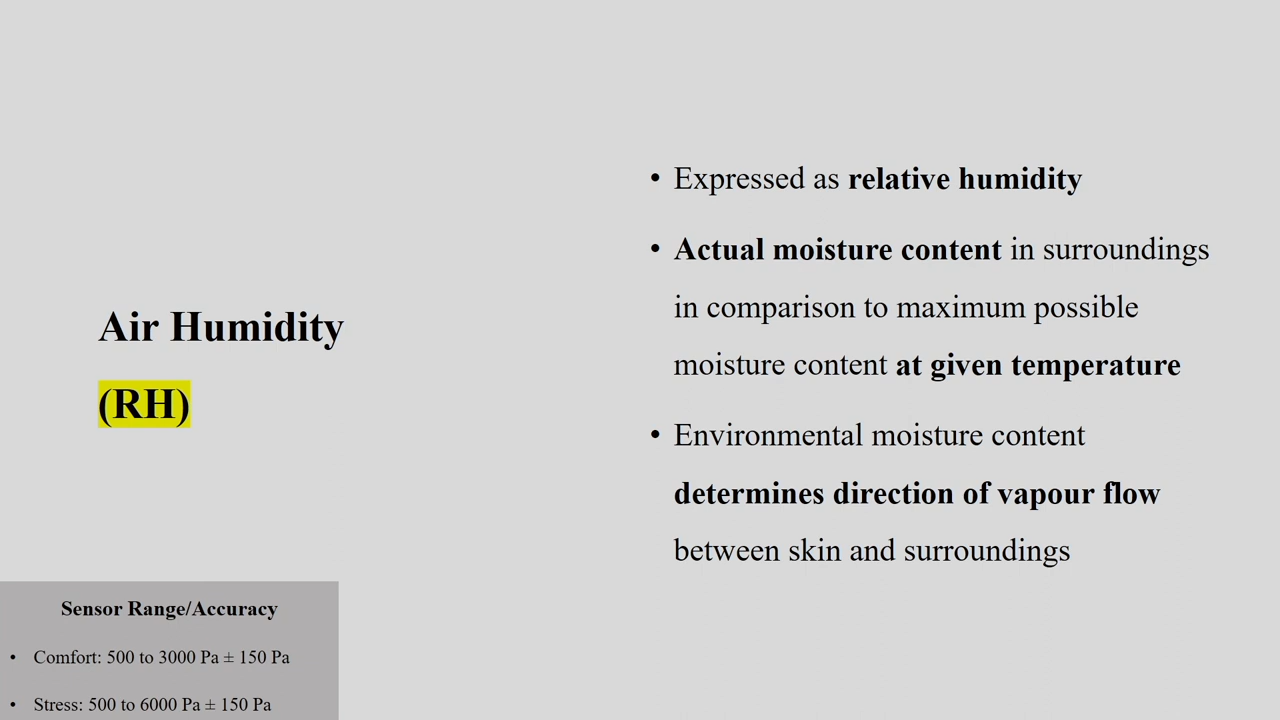 Air Humidity
(RH)
• Expressed as relative humidity
• Actual moisture content in surroundings
in comparison to maximum possible
moisture content at given temperature
• Environmental moisture content
determines direction of vapour flow
between skin and surroundings
Sensor Range/Accuracy
• Comfort: 500 to 3000 Pa ± 150 Pa
• Stress: 500 to 6000 Pa ± 150 Pa